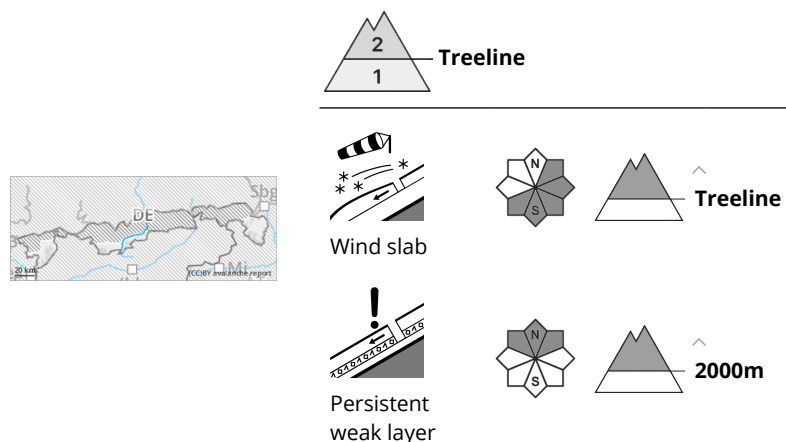 2
Treeline
1
N
S
Treeline
Wind slab
DE
Sbg
20 km
(CC)BY avalanche.report
Mi
N
S
2000m
Persistent
weak layer